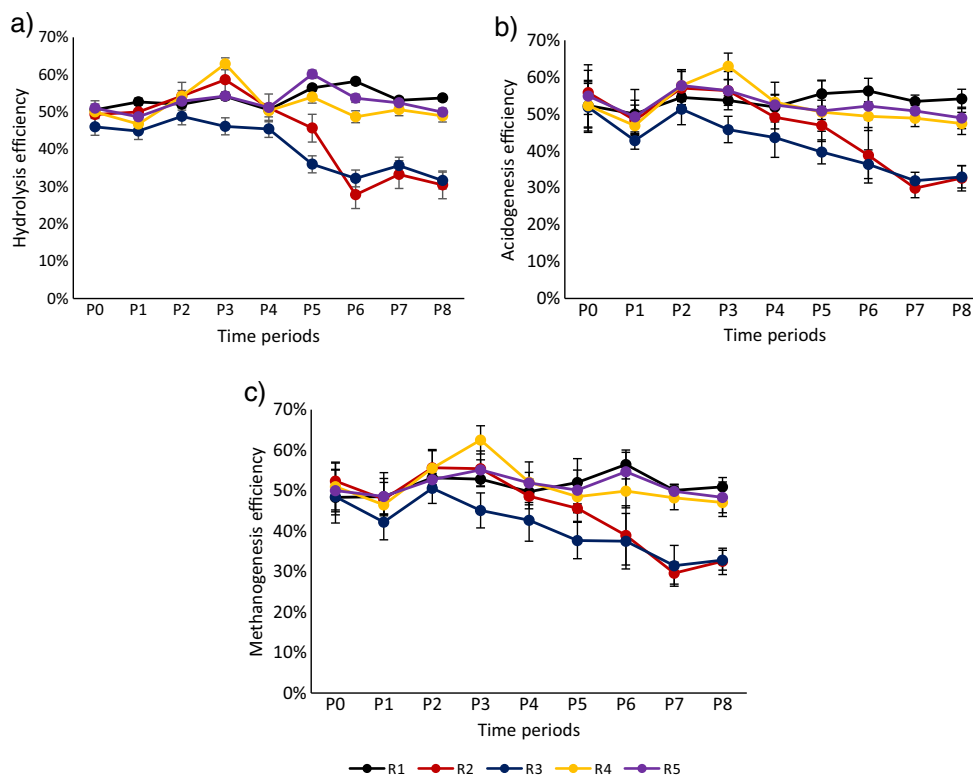 a)
70%
60%
50%
40%
30%
20%
10%
0%
Hydrolysis efficiency
P0 P1 P2 P3 P4 P5 P6 P7 P8
Time periods
b)
70%
60%
50%
40%
30%
20%
10%
0%
Acidogenesis efficiency
P0 P1 P2 P3 P4 P5 P6 P7 P8
Time periods
c)
70%
60%
50%
40%
30%
20%
10%
0%
Methanogenesis efficiency
P0 P1 P2 P3 P4 P5 P6 P7 P8
Time periods
R1 R2 R3 R4 R5